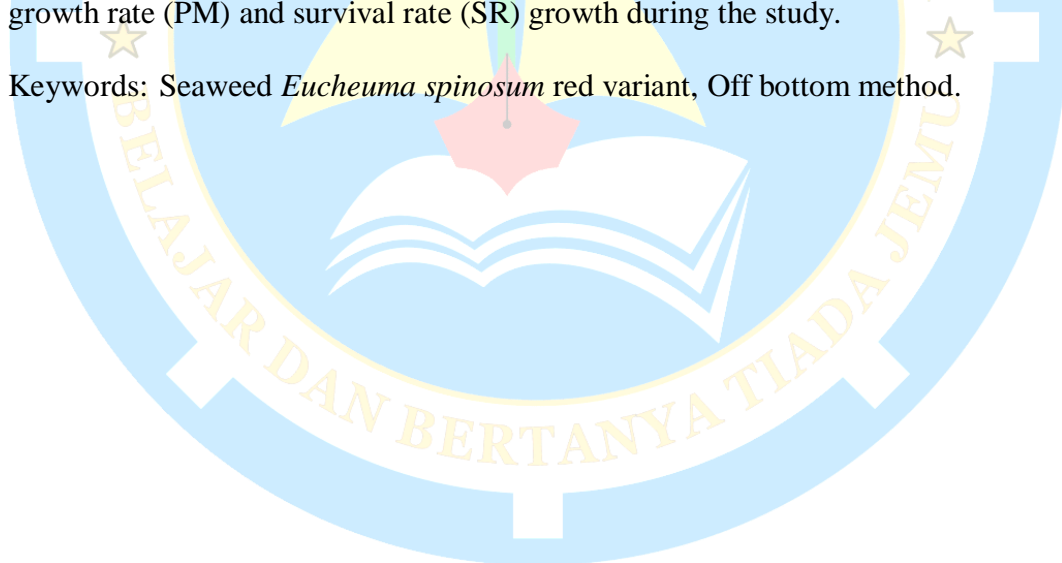 growth rate (PM) and survival rate (SR) growth during the study.
Keywords: Seaweed Eucheuma spinosum red variant, Off bottom method.
BELAJAR DAN BERTANYA TIADA JEMU